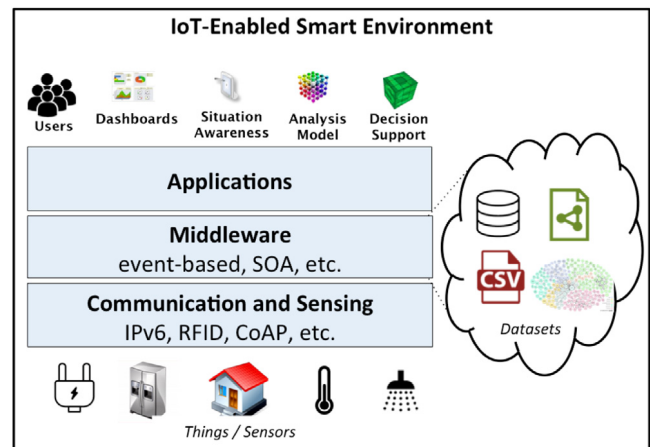 IoT-Enabled Smart Environment
Users
Dashboards
Situation
Awareness
Analysis
Model
Decision
Support
Applications
Middleware
event-based, SOA, etc.
Communication and Sensing
IPv6, RFID, CoAP, etc.
CSV
Datasets
Things / Sensors